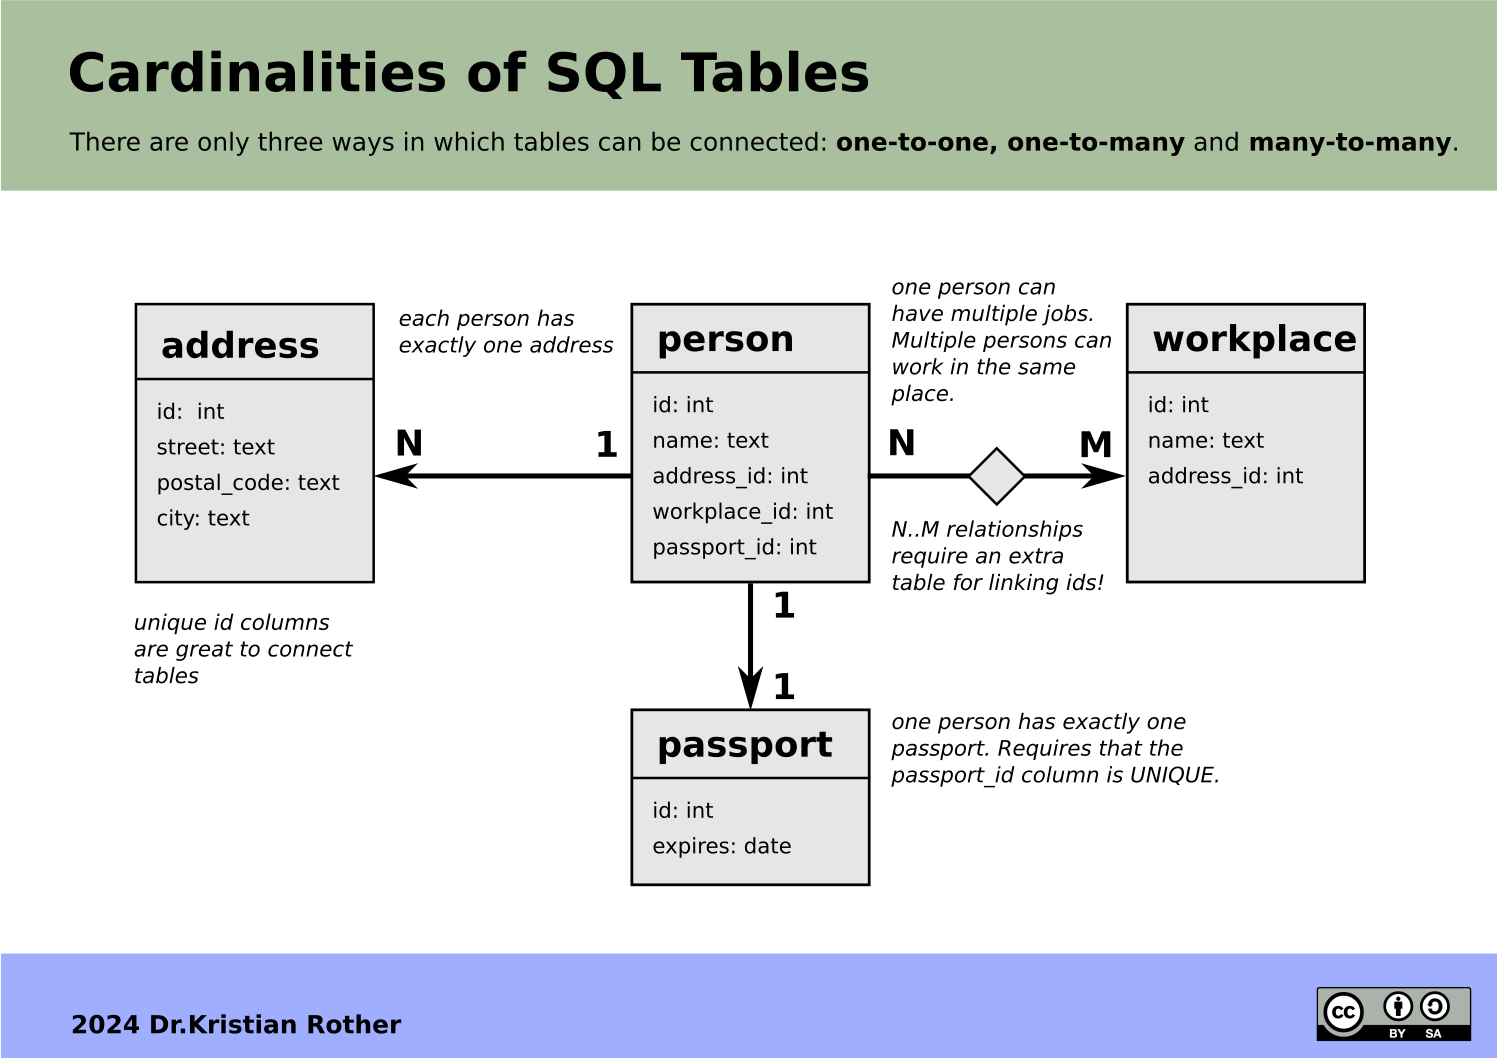 Cardinalities of SQL Tables
There are only three ways in which tables can be connected: one-to-one, one-to-many and many-to-many.
address
id:  int
street: text
postal_code: text
city: text
unique id columns
are great to connect
tables
each person has
exactly one address
N
1
person
id: int
name: text
address_id: int
workplace_id: int
passport_id: int
one person can
have multiple jobs.
Multiple persons can
work in the same
place.
N
M
N..M relationships
require an extra
table for linking ids!
workplace
id: int
name: text
address_id: int
1
1
passport
id: int
expires: date
one person has exactly one
passport. Requires that the
passport_id column is UNIQUE.
2024 Dr.Kristian Rother
cc
BY SA